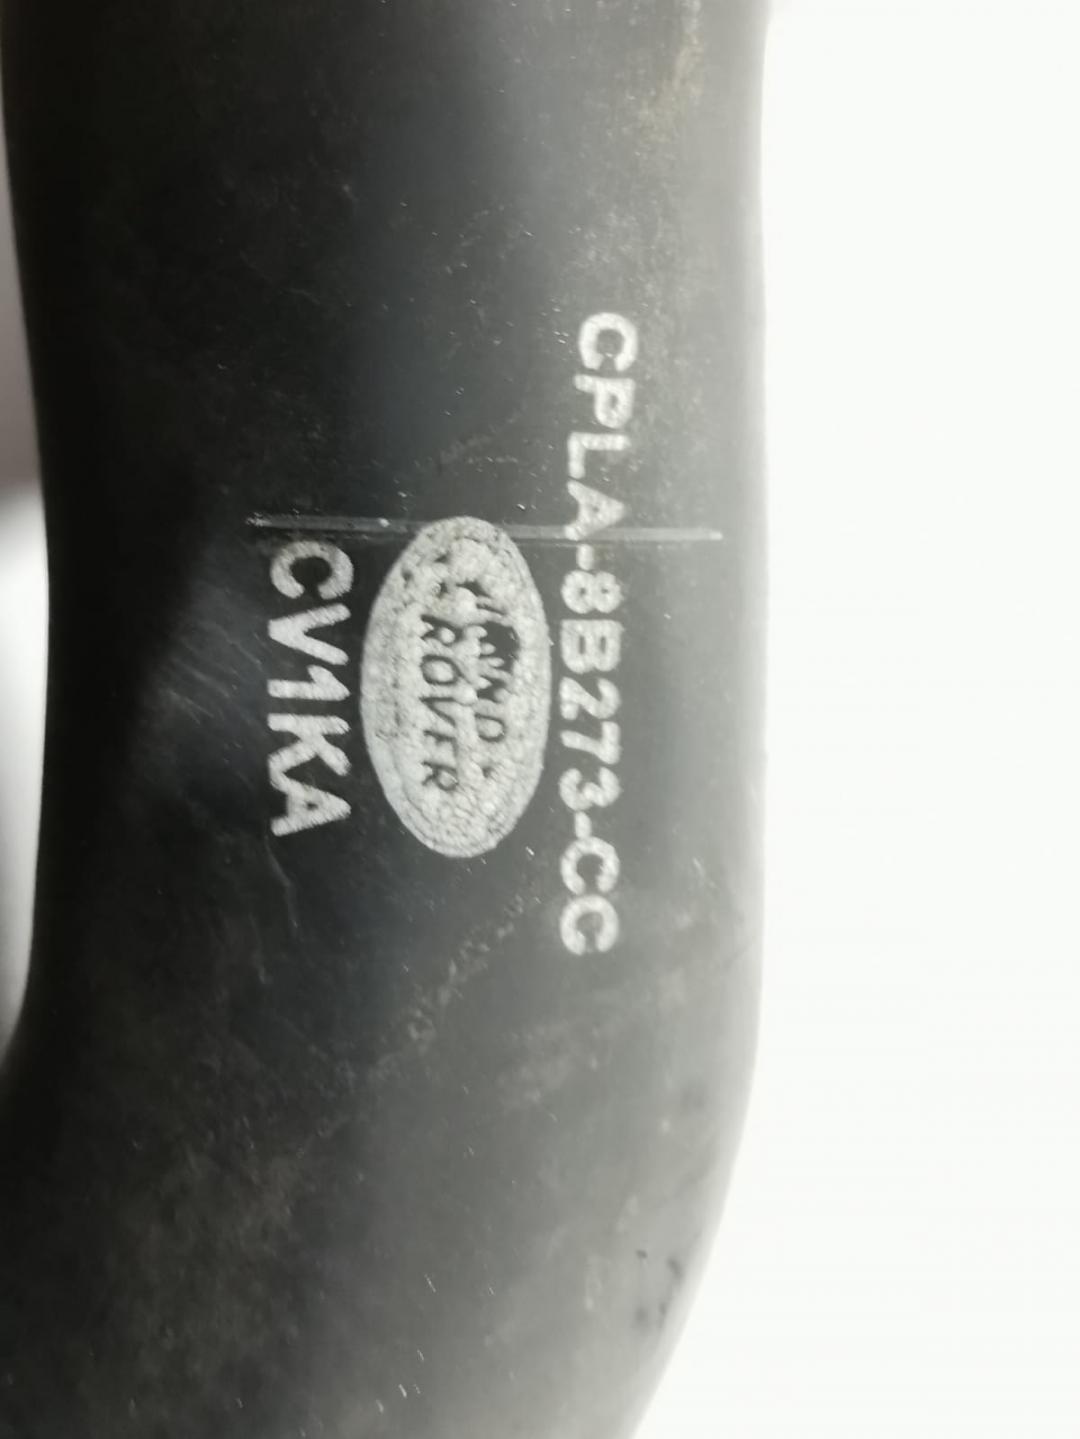 CPLA-8B273-CC
LAND
ROVER
CV1KA